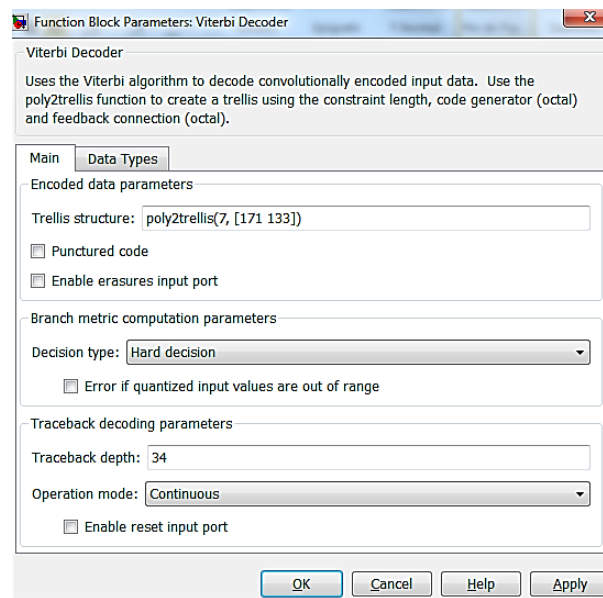 Function Block Parameters: Viterbi Decoder
Viterbi Decoder
Uses the Viterbi algorithm to decode convolutionally encoded input data. Use the
poly2trellis function to create a trellis using the constraint length, code generator (octal)
and feedback connection (octal).
Main Data Types
Encoded data parameters
Trellis structure: poly2trellis(7, [171 133])
Punctured code
Enable erasures input port
Branch metric computation parameters
Decision type: Hard decision
Error if quantized input values are out of range
Traceback decoding parameters
Traceback depth: 34
Operation mode: Continuous
Enable reset input port
OK Cancel Help Apply